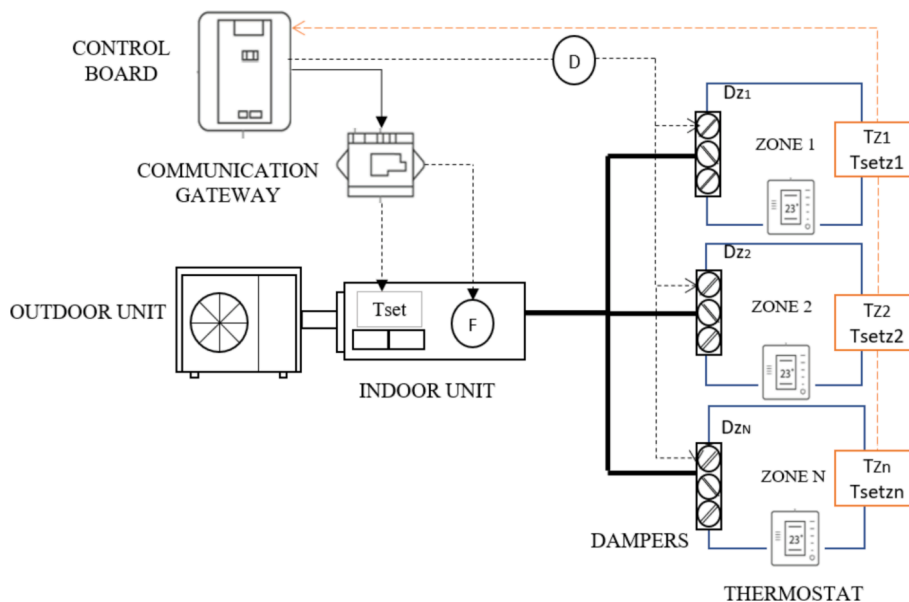 CONTROL
BOARD
D
COMMUNICATION
GATEWAY
OUTDOOR UNIT
Tset
F
INDOOR UNIT
Dz1
ZONE 1
TZ1
Tsetz1
23°
Dz2
ZONE 2
TZ2
Tsetz2
23°
DzN
ZONE N
TZn
Tsetzn
23°
DAMPERS
THERMOSTAT